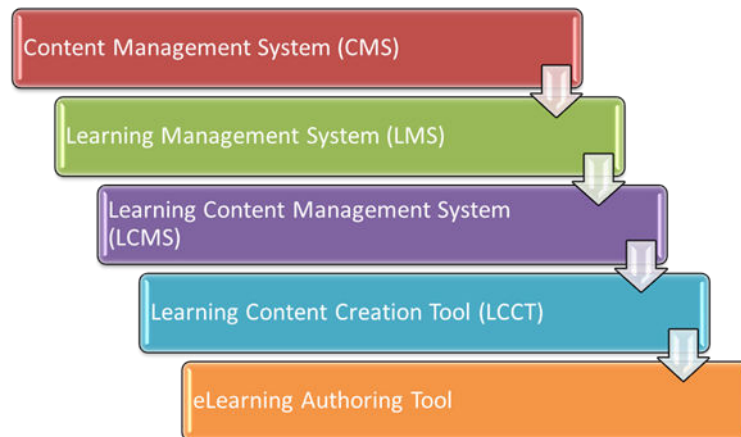 Content Management System (CMS)
Learning Management System (LMS)
Learning Content Management System
(LCMS)
Learning Content Creation Tool (LCCT)
eLearning Authoring Tool